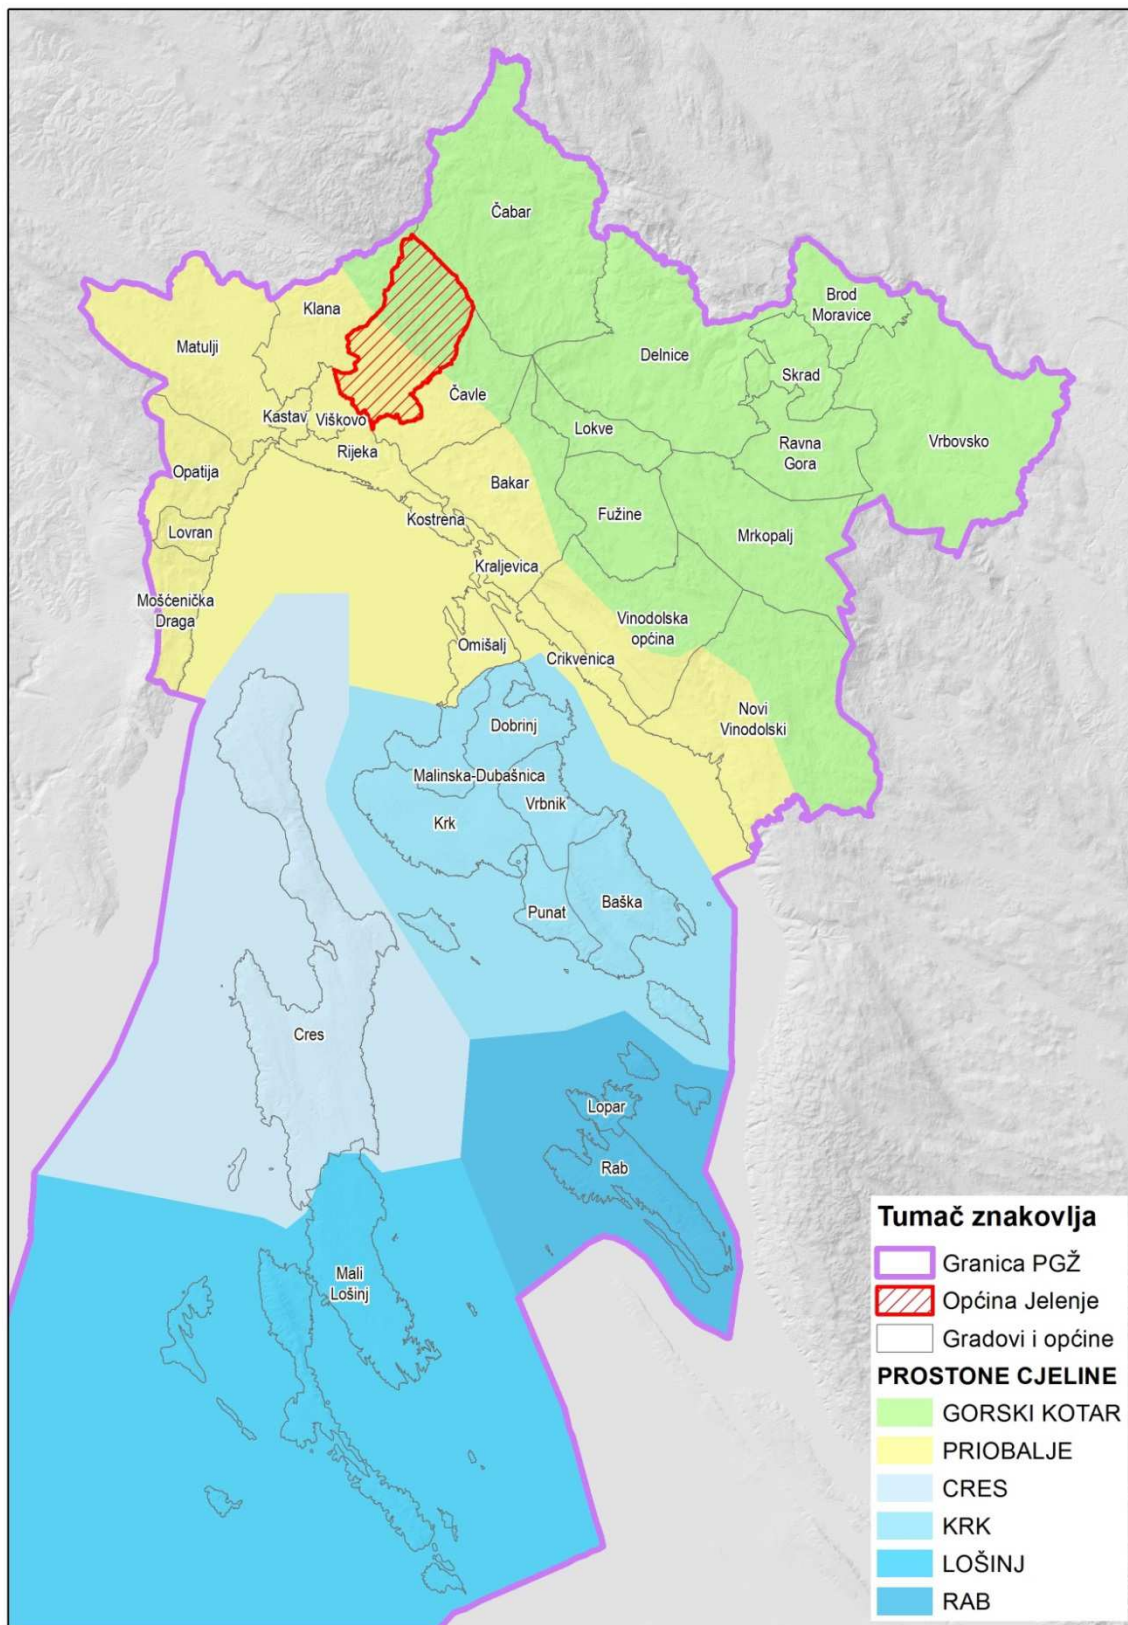 Čabar
Brod
Moravice
Klana
Matulji
Delnice
Skrad
Čavle
Kastav
Viškovo
Lokve
Ravna
Gora
Vrbovsko
Rijeka
Opatija
Bakar
Kostrena
Fužine
Lovran
Mrkopalj
Kraljevica
Mošćenička
Draga
Vinodolska
općina
Omišalj
Crikvenica
Novi
Vinodolski
Dobrinj
Malinska-Dubašnica
Vrbnik
Krk
Punat
Baška
Cres
Lopar
Rab
Mali
Lošinj
Tumač znakovlja
Granica PGŽ
Općina Jelenje
Gradovi i općine
PROSTONE CJELINE
GORSKI KOTAR
PRIOBALJE
CRES
KRK
LOŠINJ
RAB